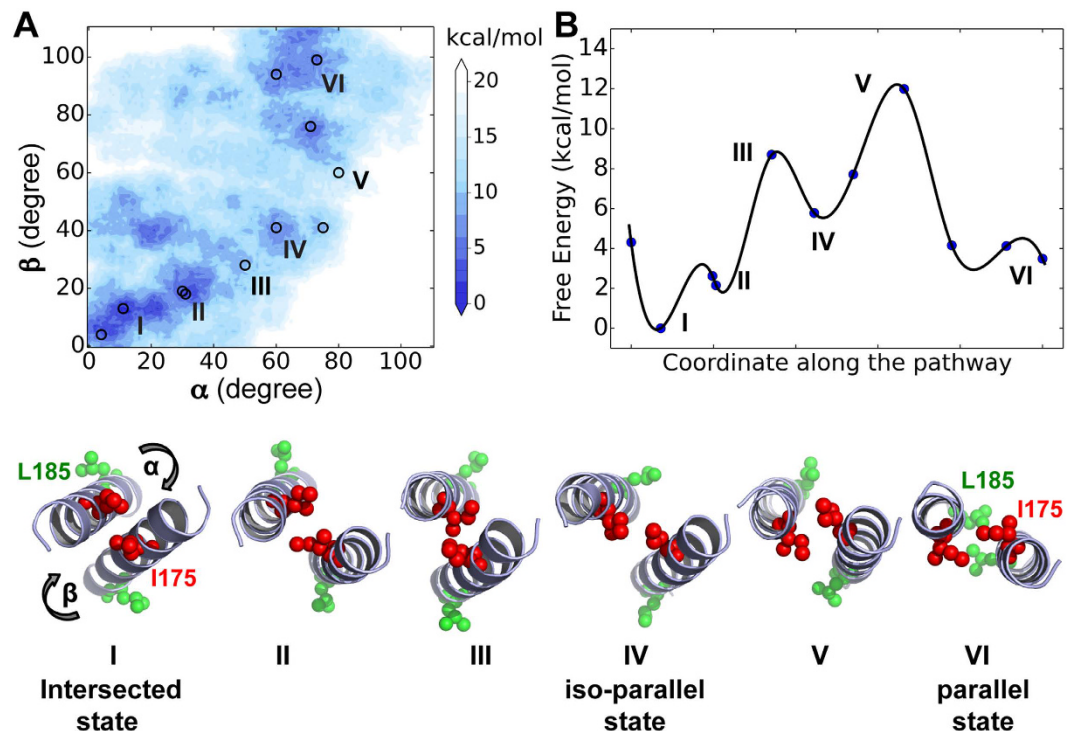 A
kcal/mol
100
80
60
40
20
0
β (degree)
0 20 40 60 80 100
α (degree)
20
15
10
5
0
VI
V
IV
III
II
I
B
14
12
10
8
6
4
2
0
Free Energy (kcal/mol)
V
III
IV
II
I
VI
Coordinate along the pathway
L185
α
β
I175
L185
I175
I II III IV V VI
Intersected iso-parallel parallel
state state state